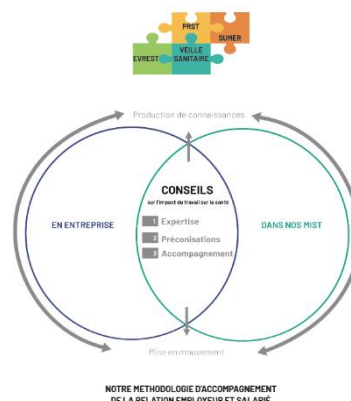 PRST
SUMER
EVREST
VEILLE
SANITAIRE
Production de connaissances
CONSEILS
sur l'impact du travail sur la santé
EN ENTREPRISE
1 Expertise
2 Préconisations
3 Accompagnement
DANS NOS MIST
Mise en mouvement
NOTRE METHODOLOGIE D'ACCOMPAGNEMENT
DE LA RELATION EMPLOYEUR ET SALARIÉ